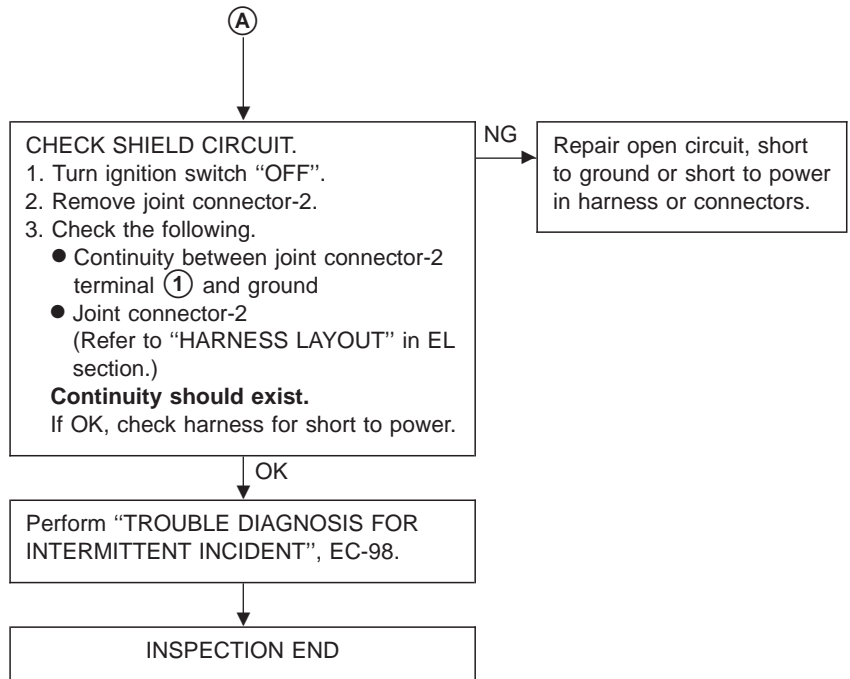 A
CHECK SHIELD CIRCUIT.
1. Turn ignition switch “OFF”.
2. Remove joint connector-2.
3. Check the following.
● Continuity between joint connector-2
terminal ① and ground
● Joint connector-2
(Refer to “HARNESS LAYOUT” in EL
section.)
Continuity should exist.
If OK, check harness for short to power.
NG
Repair open circuit, short
to ground or short to power
in harness or connectors.
OK
Perform “TROUBLE DIAGNOSIS FOR
INTERMITTENT INCIDENT”, EC-98.
INSPECTION END